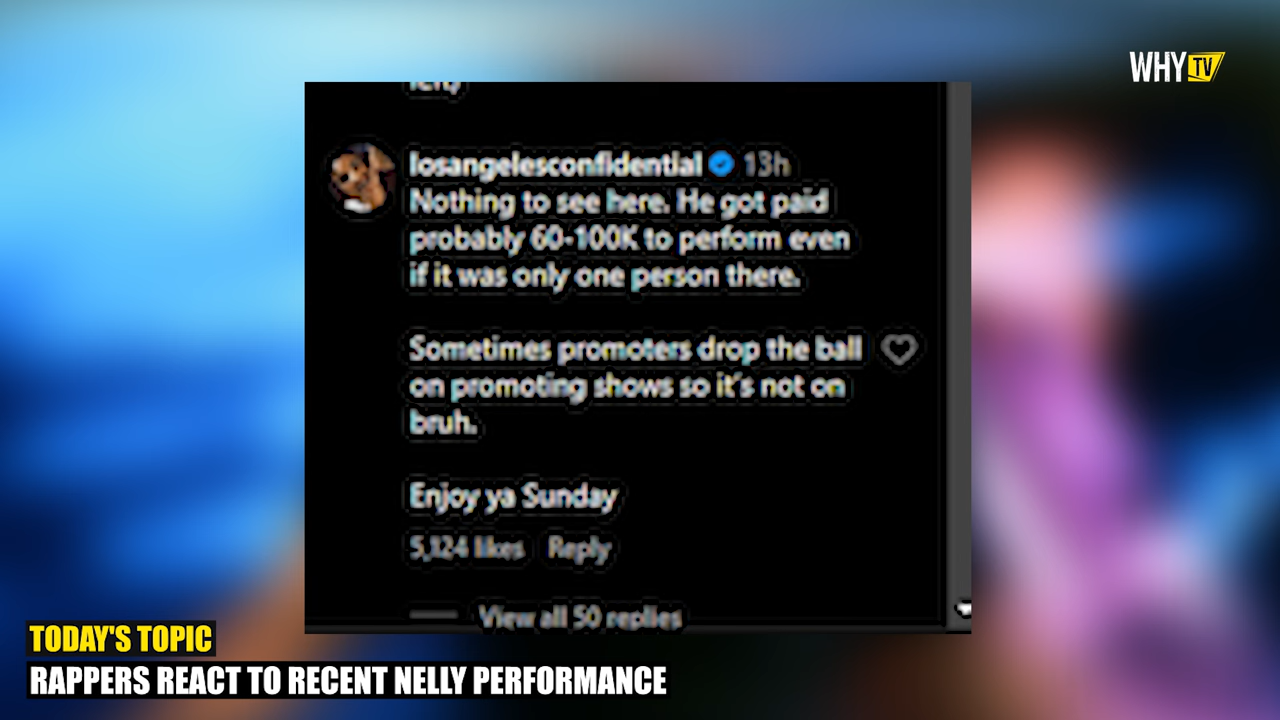 WHY TV
losangelesconfidential 13h
Nothing to see here. He got paid
probably 60-100K to perform even
if it was only one person there.
Sometimes promoters drop the ball
on promoting shows so it's not on
bruh.
Enjoy ya Sunday
5,124 likes Reply
View all 50 replies
TODAY'S TOPIC
RAPPERS REACT TO RECENT NELLY PERFORMANCE